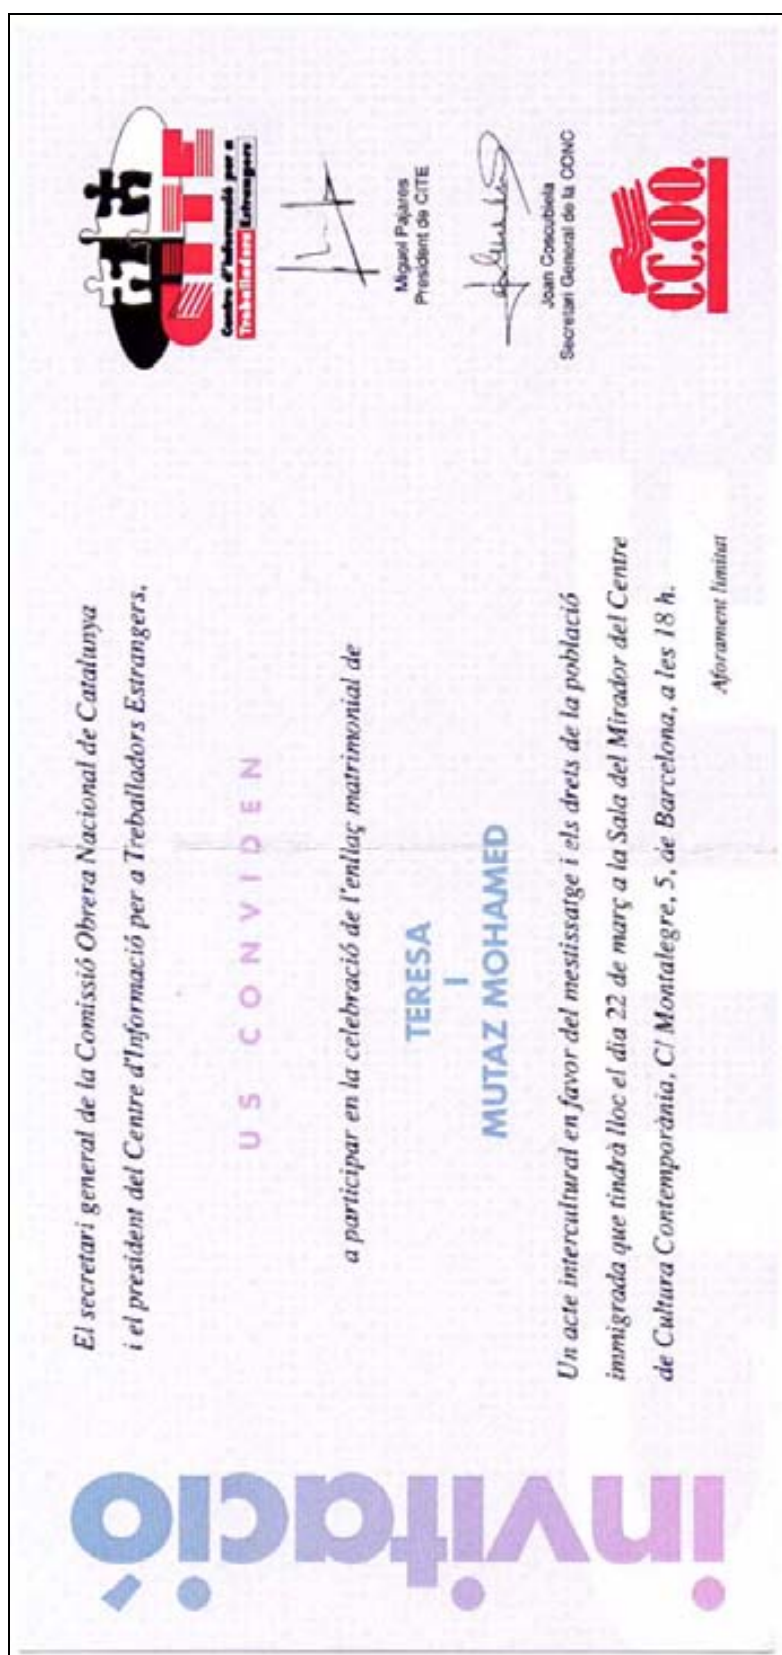 invitació
El secretari general de la Comissió Obrera Nacional de Catalunya
i el president del Centre d'Informació per a Treballadors Estrangers,
US CONVIDEN
a participar en la celebració de l'enllaç matrimonial de
TERESA
I
MUTAZ MOHAMED
Un acte intercultural en favor del mestissatge i els drets de la població
immigrada que tindrà lloc el dia 22 de març a la Sala del Mirador del Centre
de Cultura Contemporània, C/ Montalegre, 5, de Barcelona, a les 18 h.
Aforament limitat
CITE
Centre d'Informació per a
Treballadors Estrangers
Miguel Pajares
President de CITE
Joan Coscubiela
Secretari General de la CONC
CC.OO.